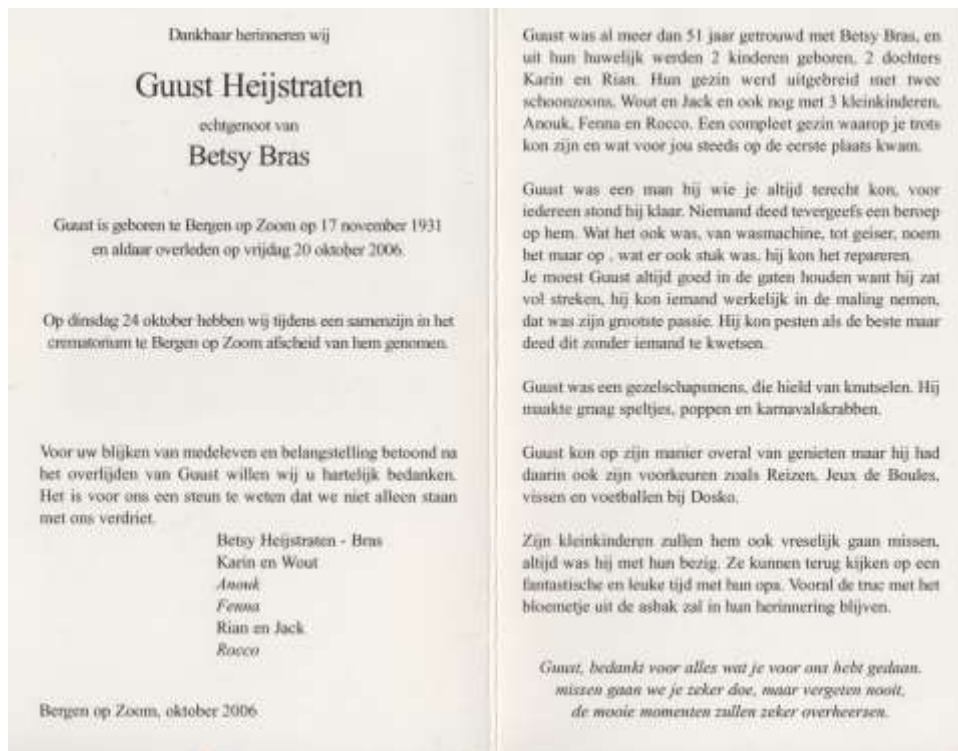 Dankbaar herinneren wij
Guust Heijstraten
echtgenoot van
Betsy Bras
Guust is geboren te Bergen op Zoom op 17 november 1931
en aldaar overleden op vrijdag 20 oktober 2006.
Op dinsdag 24 oktober hebben wij tijdens een samenzijn in het
crematorium te Bergen op Zoom afscheid van hem genomen.
Voor uw blijken van medeleven en belangstelling betoond na
het overlijden van Guust willen wij u hartelijk bedanken.
Het is voor ons een steun te weten dat we niet alleen staan
met ons verdriet.
Betsy Heijstraten - Bras
Karin en Wout
Anouk
Fenna
Rian en Jack
Rocco
Bergen op Zoom, oktober 2006
Guust was al meer dan 51 jaar getrouwd met Betsy Bras, en
uit hun huwelijk werden 2 kinderen geboren, 2 dochters
Karin en Rian. Hun gezin werd uitgebreid met twee
schoonzoons, Wout en Jack en ook nog met 3 kleinkinderen,
Anouk, Fenna en Rocco. Een compleet gezin waarop je trots
kon zijn en wat voor jou steeds op de eerste plaats kwam.
Guust was een man bij wie je altijd terecht kon, voor
iedereen stond hij klaar. Niemand deed tevergeefs een beroep
op hem. Wat het ook was, van wasmachine, tot geiser, noem
het maar op , wat er ook stuk was, hij kon het repareren.
Je moest Guust altijd goed in de gaten houden want hij zat
vol streken, hij kon iemand werkelijk in de maling nemen,
dat was zijn grootste passie. Hij kon pesten als de beste maar
deed dit zonder iemand te kwetsen.
Guust was een gezelschapsmens, die hield van knutselen. Hij
maakte graag speltjes, poppen en karnavalskrabben.
Guust kon op zijn manier overal van genieten maar hij had
daarin ook zijn voorkeuren zoals Reizen, Jeux de Boules,
vissen en voetballen bij Dosko.
Zijn kleinkinderen zullen hem ook vreselijk gaan missen,
altijd was hij met hun bezig. Ze kunnen terug kijken op een
fantastische en leuke tijd met hun opa. Vooral de truc met het
bloemetje uit de asbak zal in hun herinnering blijven.
Guust, bedankt voor alles wat je voor ons hebt gedaan.
missen gaan we je zeker doe, maar vergeten nooit,
de mooie momenten zullen zeker overheersen.